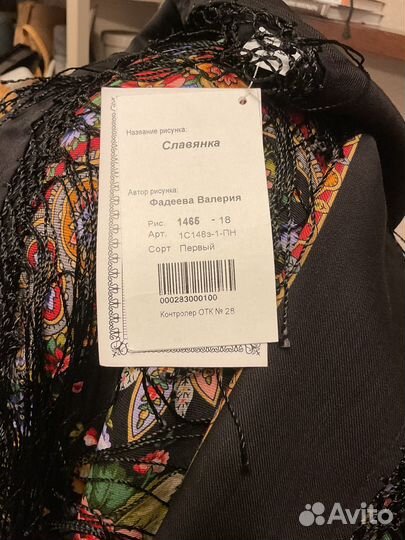 Название рисунка:
Славянка
Автор рисунка:
Фадеева Валерия
Рис. 1465 - 18
Арт. 1С148э-1-ПН
Сорт Первый
000283000100
Контролер ОТК № 28
Avito